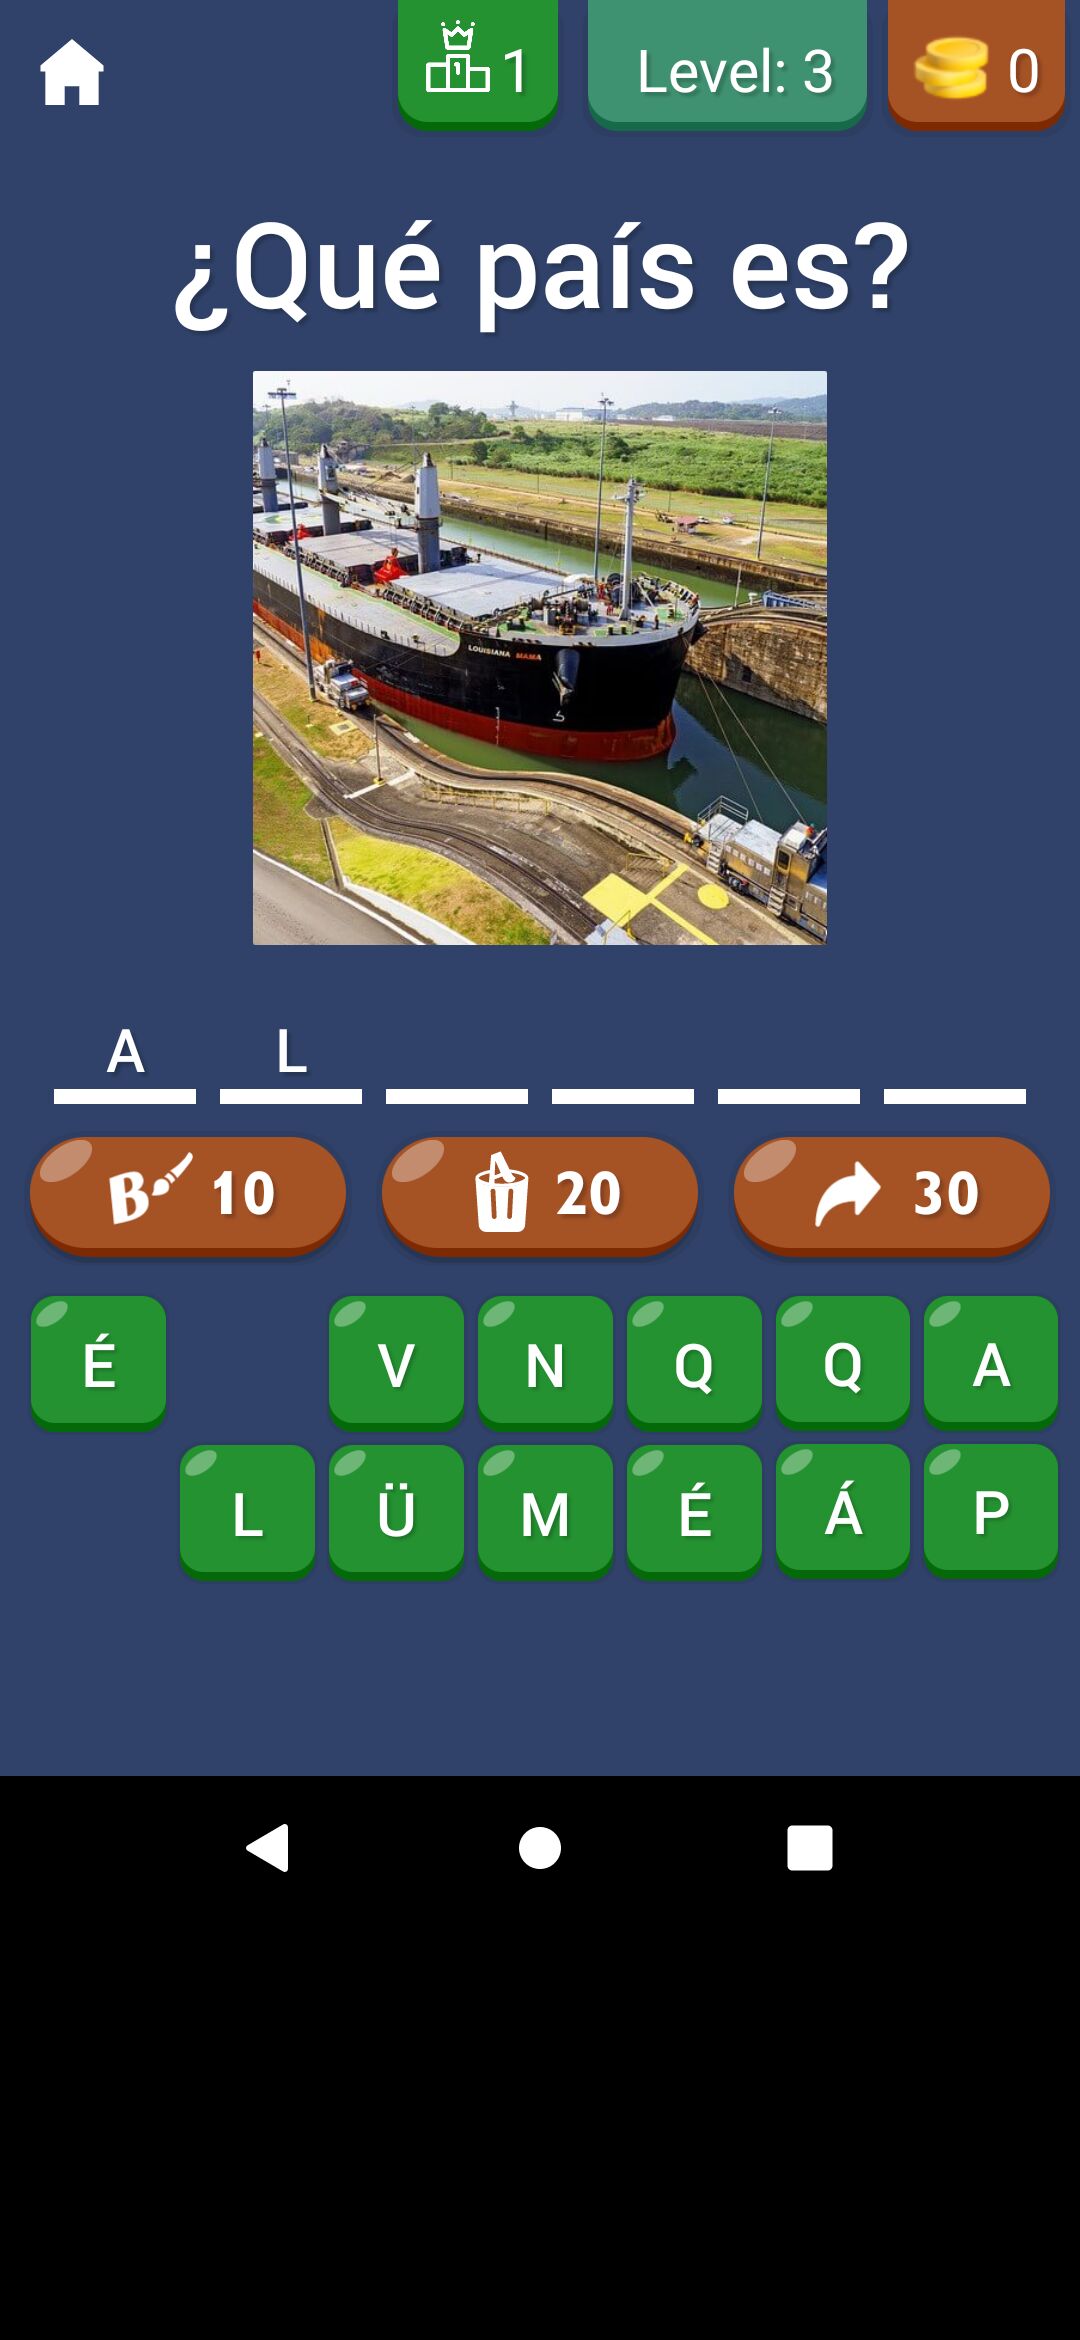 1 Level: 3 0
¿Qué país es?
LOUISIANA MAMA
A L
B 10 20 30
É V N Q Q A
L Ü M É Á P